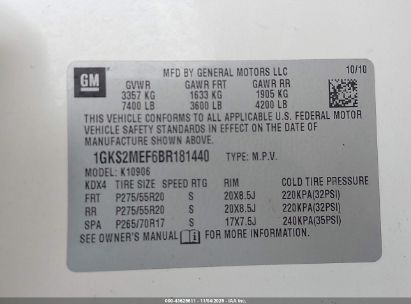 GM
MFD BY GENERAL MOTORS LLC 10/10
GVWR GAWR FRT GAWR RR
3357 KG 1633 KG 1905 KG
7400 LB 3600 LB 4200 LB
THIS VEHICLE CONFORMS TO ALL APPLICABLE U.S. FEDERAL MOTOR
VEHICLE SAFETY STANDARDS IN EFFECT ON THE DATE OF
MANUFACTURE SHOWN ABOVE.
1GKS2MEF6BR181440 TYPE: M.P.V.
MODEL: K10906
KDX4 TIRE SIZE SPEED RTG RIM COLD TIRE PRESSURE
FRT P275/55R20 S 20X8.5J 220KPA(32PSI)
RR P275/55R20 S 20X8.5J 220KPA(32PSI)
SPA P265/70R17 S 17X7.5J 240KPA(35PSI)
SEE OWNER'S MANUAL FOR MORE INFORMATION.